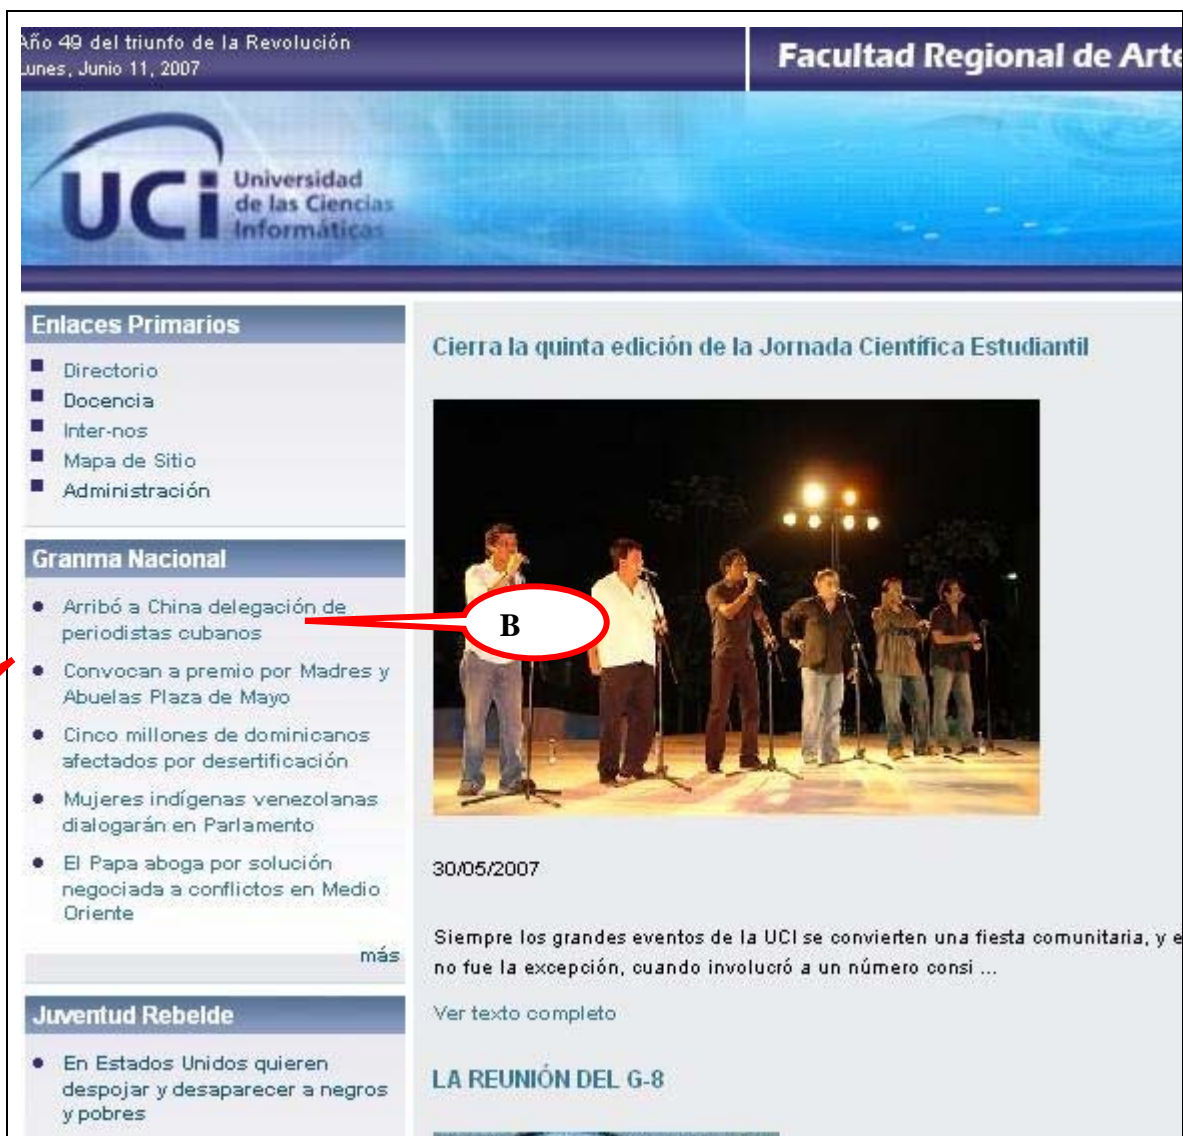 Año 49 del triunfo de la Revolución
Lunes, Junio 11, 2007
Facultad Regional de Arte
UCi
Universidad
de las Ciencias
Informáticas
Enlaces Primarios
Directorio
Docencia
Inter-nos
Mapa de Sitio
Administración
Granma Nacional
Arribó a China delegación de
periodistas cubanos
Convocan a premio por Madres y
Abuelas Plaza de Mayo
Cinco millones de dominicanos
afectados por desertificación
Mujeres indígenas venezolanas
dialogarán en Parlamento
El Papa aboga por solución
negociada a conflictos en Medio
Oriente
más
Juventud Rebelde
En Estados Unidos quieren
despojar y desaparecer a negros
y pobres
Cierra la quinta edición de la Jornada Científica Estudiantil
B
30/05/2007
Siempre los grandes eventos de la UCI se convierten una fiesta comunitaria, y e
no fue la excepción, cuando involucró a un número consi ...
Ver texto completo
LA REUNIÓN DEL G-8